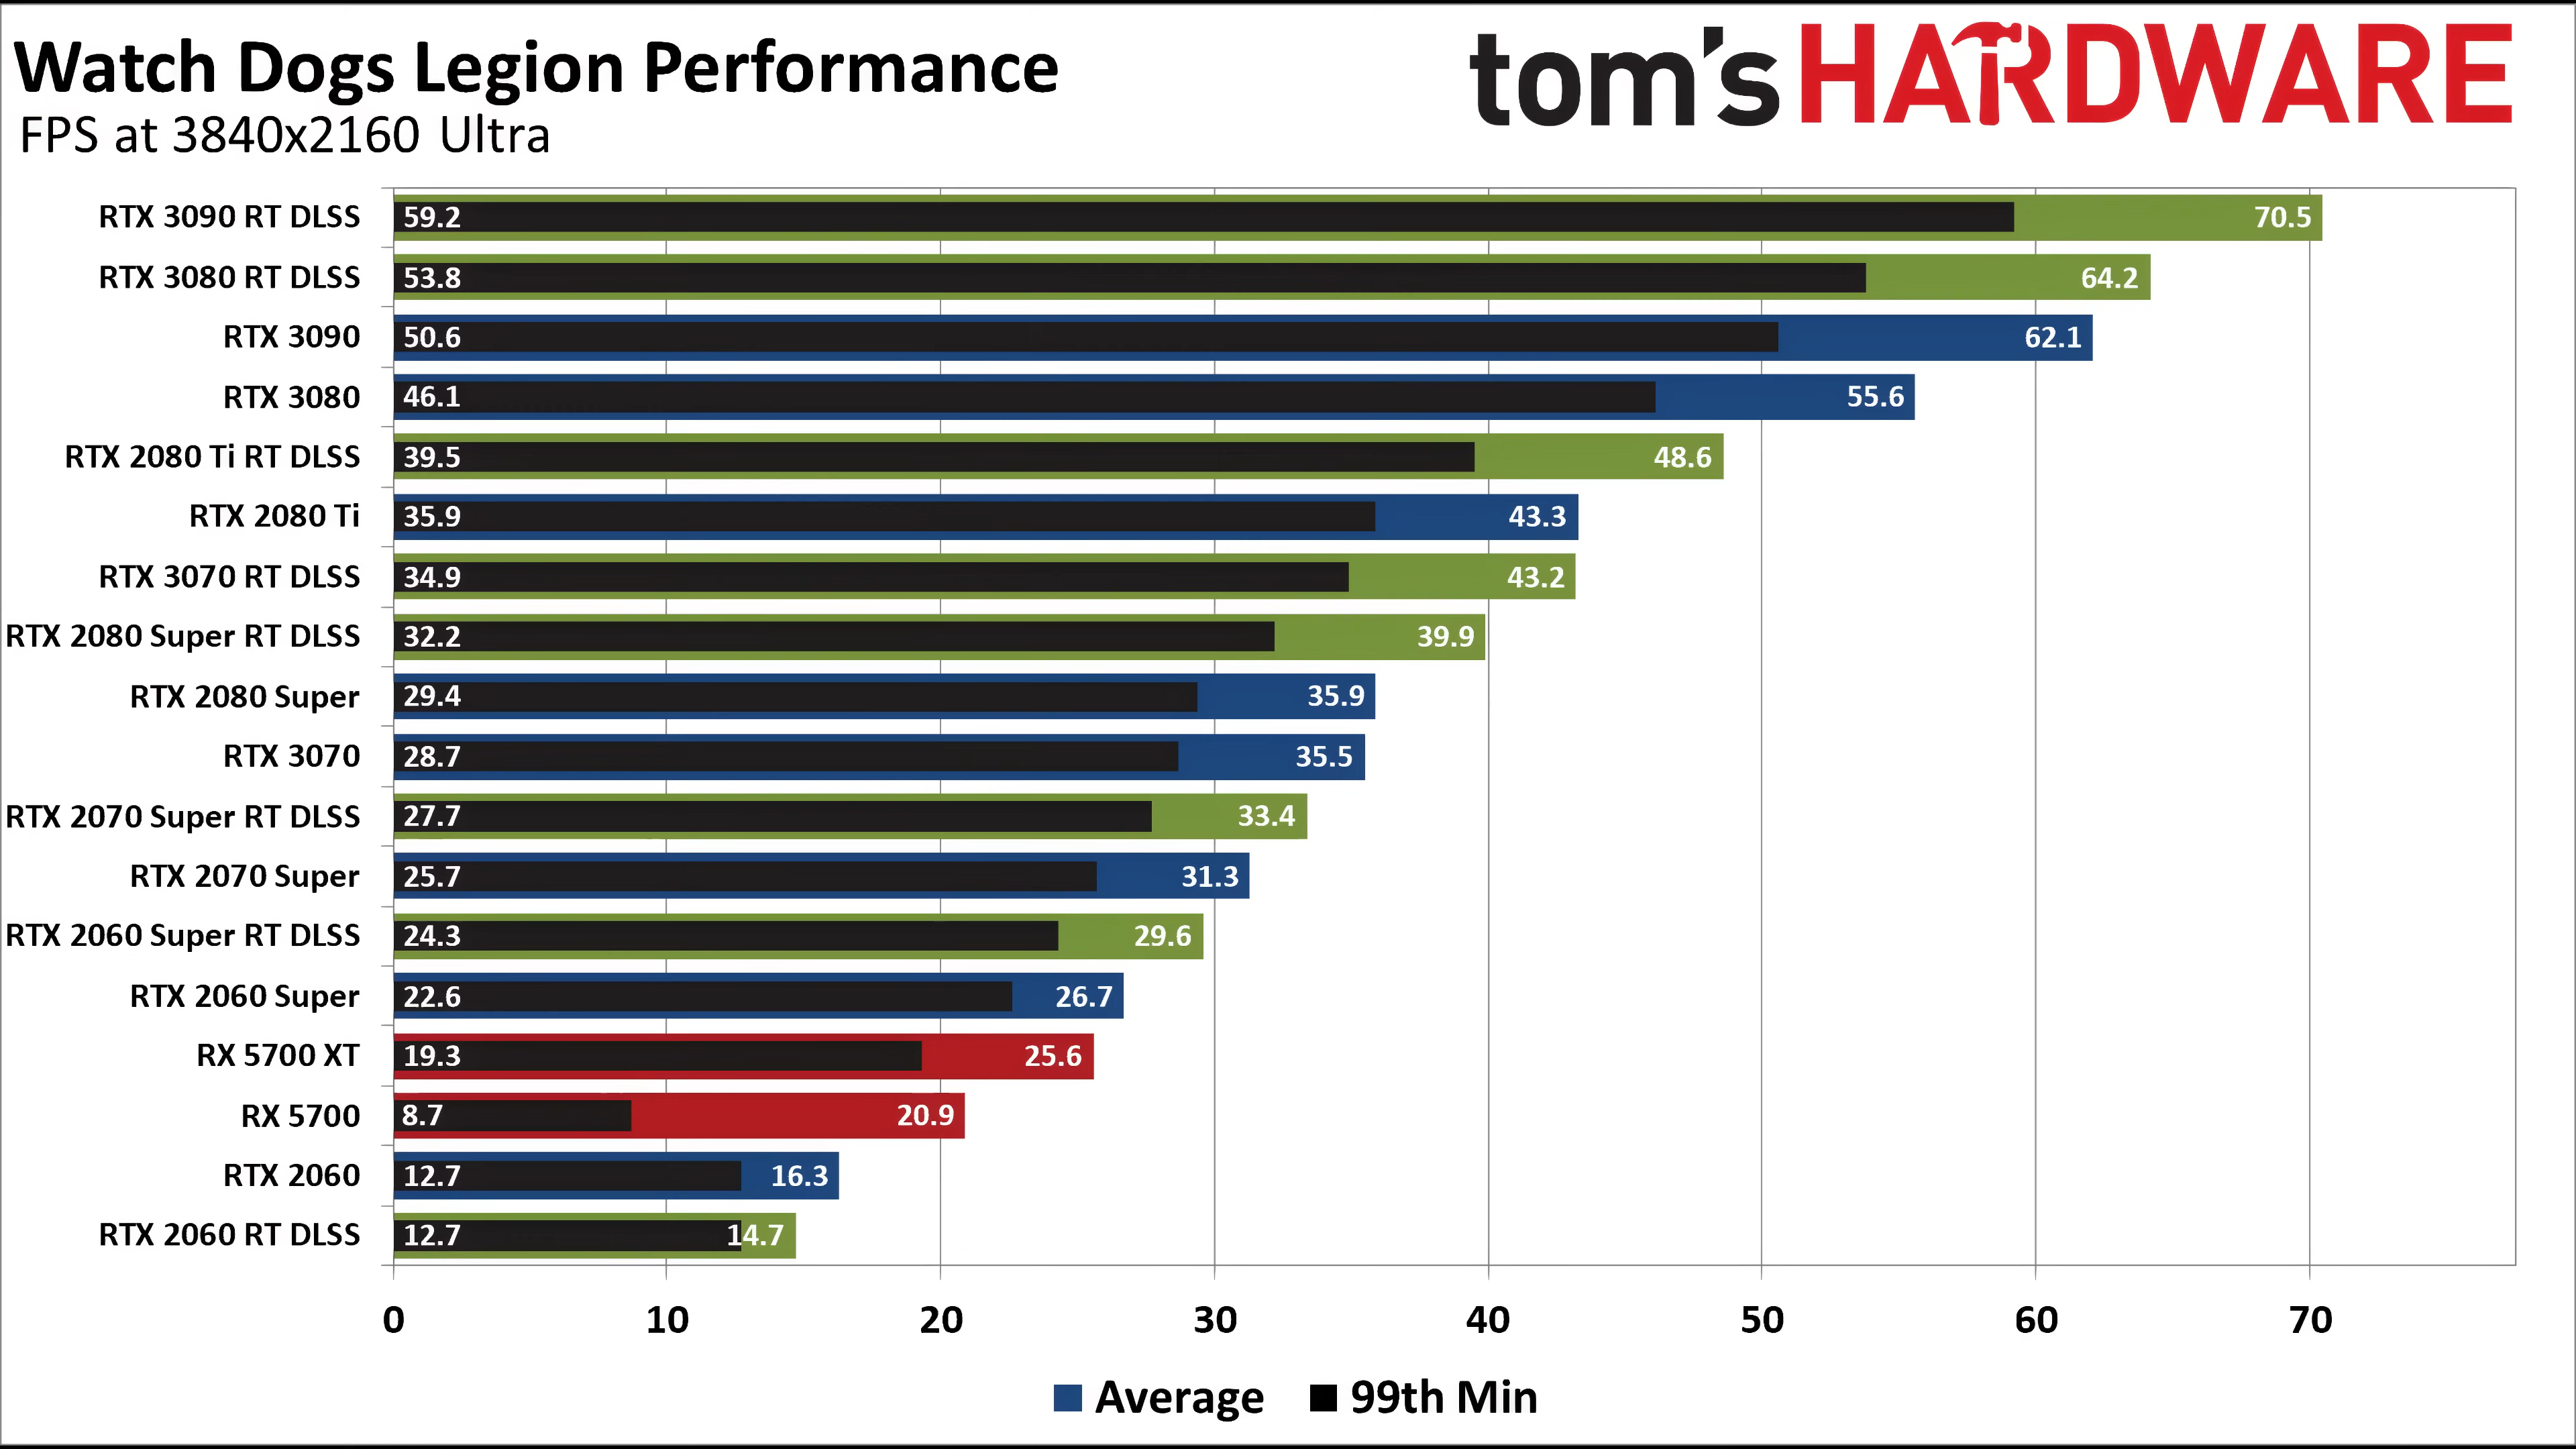 Watch Dogs Legion Performance
FPS at 3840x2160 Ultra
tom's HARDWARE
RTX 3090 RT DLSS 59.2 70.5
RTX 3080 RT DLSS 53.8 64.2
RTX 3090 50.6 62.1
RTX 3080 46.1 55.6
RTX 2080 Ti RT DLSS 39.5 48.6
RTX 2080 Ti 35.9 43.3
RTX 3070 RT DLSS 34.9 43.2
RTX 2080 Super RT DLSS 32.2 39.9
RTX 2080 Super 29.4 35.9
RTX 3070 28.7 35.5
RTX 2070 Super RT DLSS 27.7 33.4
RTX 2070 Super 25.7 31.3
RTX 2060 Super RT DLSS 24.3 29.6
RTX 2060 Super 22.6 26.7
RX 5700 XT 19.3 25.6
RX 5700 8.7 20.9
RTX 2060 12.7 16.3
RTX 2060 RT DLSS 12.7 14.7
0 10 20 30 40 50 60 70
Average 99th Min